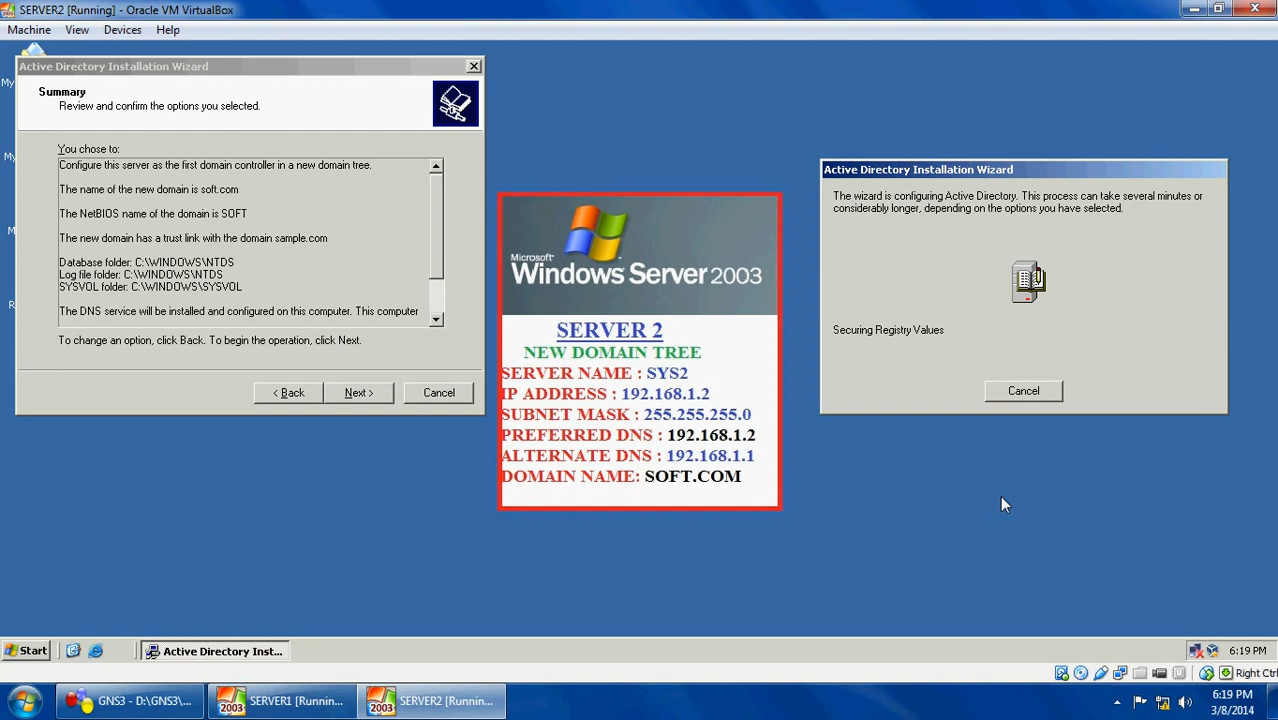 SERVER2 [Running] - Oracle VM VirtualBox
Machine View Devices Help
My
My
M
R
Active Directory Installation Wizard
Summary
Review and confirm the options you selected.
You chose to:
Configure this server as the first domain controller in a new domain tree.
The name of the new domain is soft.com
The NetBIOS name of the domain is SOFT
The new domain has a trust link with the domain sample.com
Database folder: C:\WINDOWS\NTDS
Log file folder: C:\WINDOWS\NTDS
SYSVOL folder: C:\WINDOWS\SYSVOL
The DNS service will be installed and configured on this computer. This computer
To change an option, click Back. To begin the operation, click Next.
< Back Next > Cancel
Microsoft
Windows Server 2003
SERVER 2
NEW DOMAIN TREE
SERVER NAME : SYS2
IP ADDRESS : 192.168.1.2
SUBNET MASK : 255.255.255.0
PREFERRED DNS : 192.168.1.2
ALTERNATE DNS : 192.168.1.1
DOMAIN NAME: SOFT.COM
Active Directory Installation Wizard
The wizard is configuring Active Directory. This process can take several minutes or
considerably longer, depending on the options you have selected.
Securing Registry Values
Cancel
Start Active Directory Inst... 6:19 PM
Right Ctrl
GNS3 - D:\GNS3\... SERVER1 [Runnin... SERVER2 [Runnin...
6:19 PM
3/8/2014